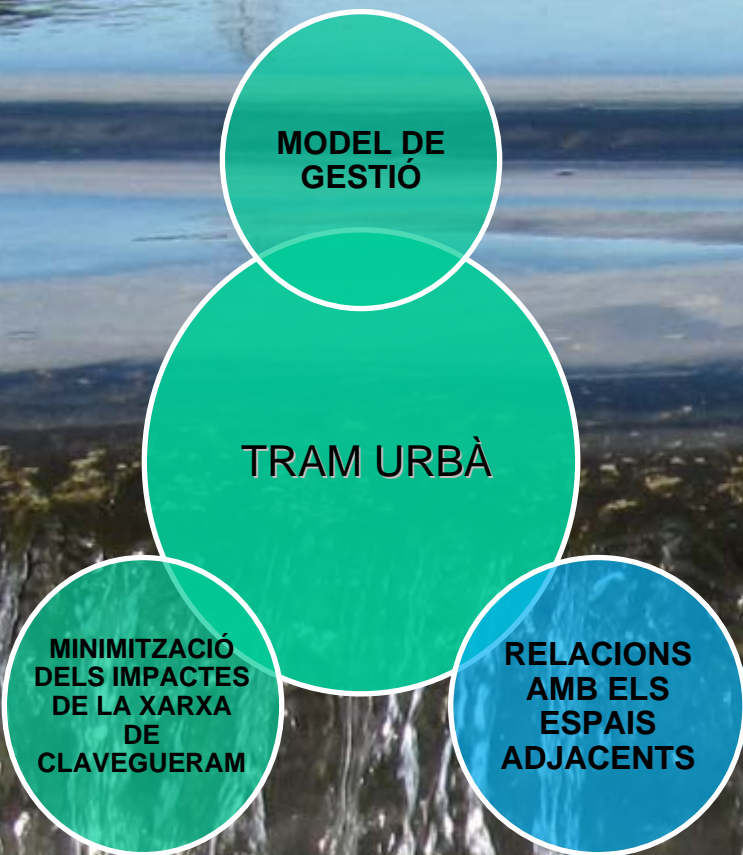 MODEL DE
GESTIÓ
TRAM URBÀ
MINIMITZACIÓ
DELS IMPACTES
DE LA XARXA
DE
CLAVEGUERAM
RELACIONS
AMB ELS
ESPAIS
ADJACENTS